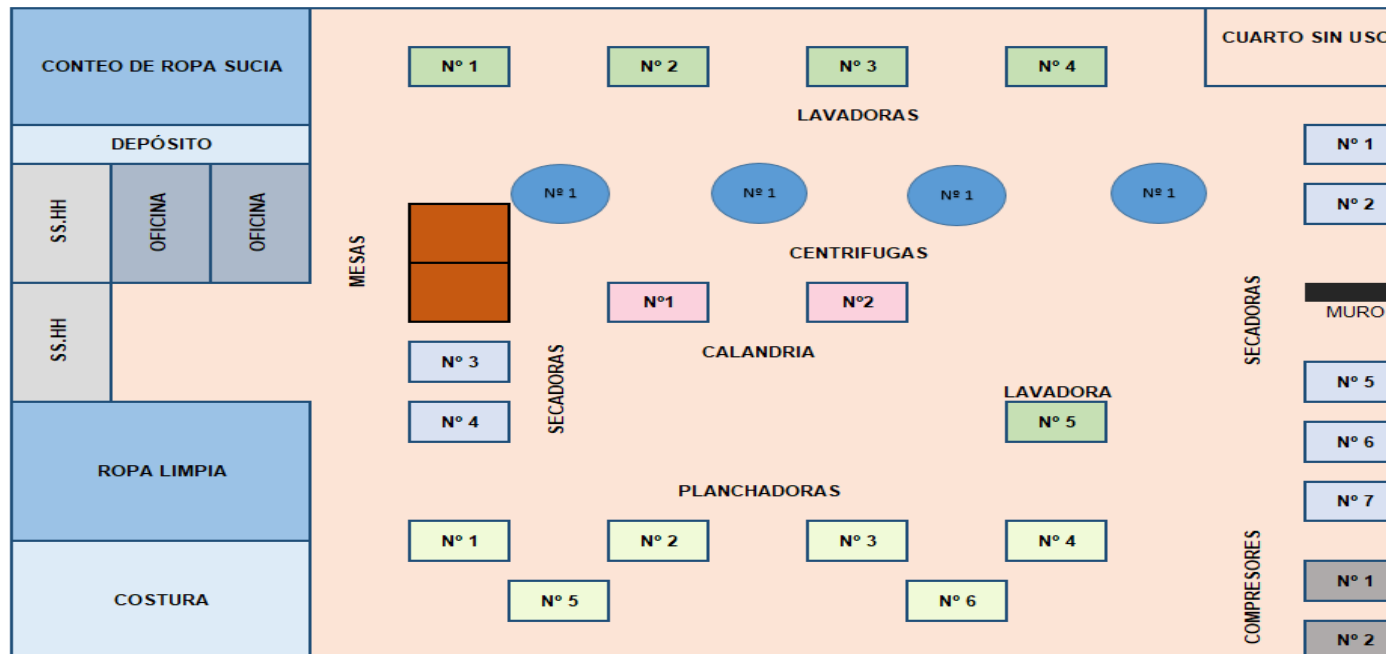 CONTEO DE ROPA SUCIA
DEPÓSITO
SS.HH
OFICINA
OFICINA
SS.HH
ROPA LIMPIA
COSTURA
MESAS
Nº 1
Nº 2
Nº 3
Nº 4
LAVADORAS
Nº 1
Nº 1
Nº 1
Nº 1
CENTRIFUGAS
Nº1
Nº2
CALANDRIA
Nº 3
Nº 4
SECADORAS
LAVADORA
Nº 5
PLANCHADORAS
Nº 1
Nº 2
Nº 3
Nº 4
Nº 5
Nº 6
CUARTO SIN USO
Nº 1
Nº 2
SECADORAS
MURO
Nº 5
Nº 6
Nº 7
COMPRESORES
Nº 1
Nº 2